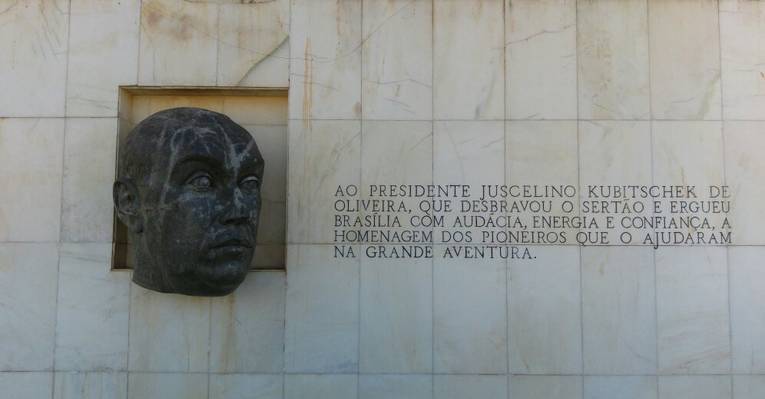 AO PRESIDENTE JUSCELINO KUBITSCHEK DE
OLIVEIRA, QUE DESBRAVOU O SERTÃO E ERGUEU
BRASÍLIA COM AUDÁCIA, ENERGIA E CONFIANÇA, A
HOMENAGEM DOS PIONEIROS QUE O AJUDARAM
NA GRANDE AVENTURA.